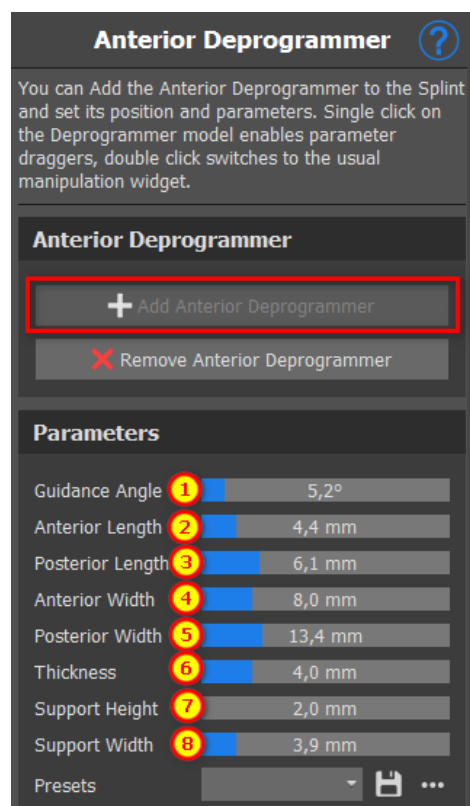 Anterior Deprogrammer ?
You can Add the Anterior Deprogrammer to the Splint
and set its position and parameters. Single click on
the Deprogrammer model enables parameter
draggers, double click switches to the usual
manipulation widget.
Anterior Deprogrammer
Add Anterior Deprogrammer
Remove Anterior Deprogrammer
Parameters
Guidance Angle 1 5,2°
Anterior Length 2 4,4 mm
Posterior Length 3 6,1 mm
Anterior Width 4 8,0 mm
Posterior Width 5 13,4 mm
Thickness 6 4,0 mm
Support Height 7 2,0 mm
Support Width 8 3,9 mm
Presets